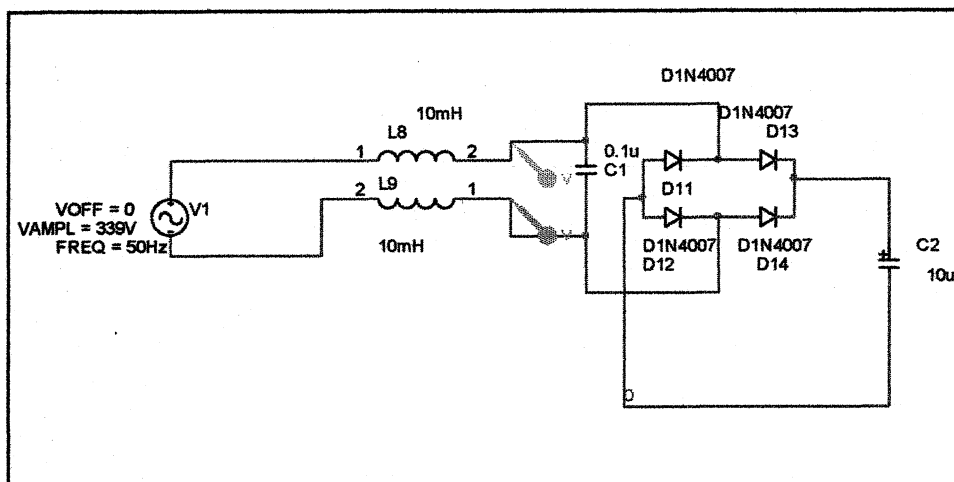 D1N4007
D1N4007
D13
10mH
L8
1
2
0.1u
C1
D11
V
L9
2
1
V1
VOFF = 0
VAMPL = 339V
FREQ = 50Hz
V
10mH
D1N4007
D12
D1N4007
D14
C2
10u
0